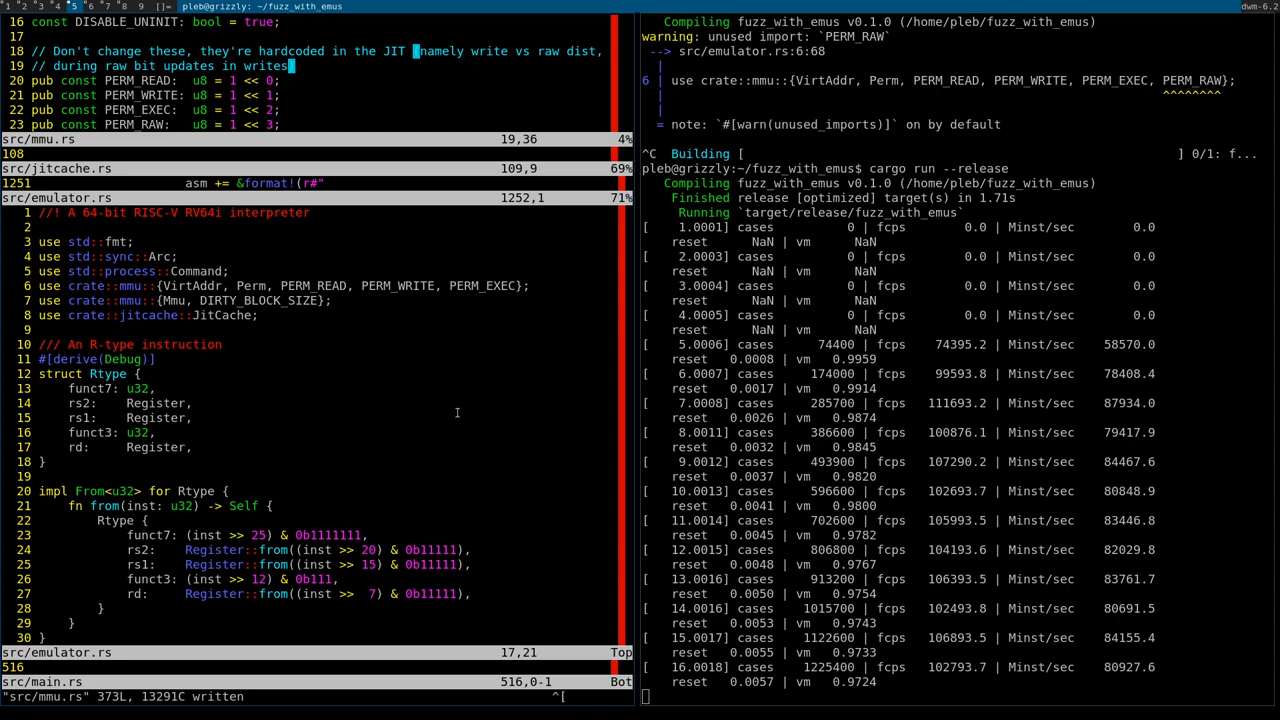 1 2 3 4 5 6 7 8 9 []= pleb@grizzly: ~/fuzz_with_emus dwm-6.2
16 const DISABLE_UNINIT: bool = true;
17
18 // Don't change these, they're hardcoded in the JIT (namely write vs raw dist,
19 // during raw bit updates in writes)
20 pub const PERM_READ:  u8 = 1 << 0;
21 pub const PERM_WRITE: u8 = 1 << 1;
22 pub const PERM_EXEC:  u8 = 1 << 2;
23 pub const PERM_RAW:   u8 = 1 << 3;
src/mmu.rs 19,36 4%
108
src/jitcache.rs 109,9 69%
1251 asm += &format!(r#"
src/emulator.rs 1252,1 71%
1 //! A 64-bit RISC-V RV64i interpreter
2
3 use std::fmt;
4 use std::sync::Arc;
5 use std::process::Command;
6 use crate::mmu::{VirtAddr, Perm, PERM_READ, PERM_WRITE, PERM_EXEC};
7 use crate::mmu::{Mmu, DIRTY_BLOCK_SIZE};
8 use crate::jitcache::JitCache;
9
10 /// An R-type instruction
11 #[derive(Debug)]
12 struct Rtype {
13     funct7: u32,
14     rs2:    Register,
15     rs1:    Register,
16     funct3: u32,
17     rd:     Register,
18 }
19
20 impl From<u32> for Rtype {
21     fn from(inst: u32) -> Self {
22         Rtype {
23             funct7: (inst >> 25) & 0b1111111,
24             rs2:    Register::from((inst >> 20) & 0b11111),
25             rs1:    Register::from((inst >> 15) & 0b11111),
26             funct3: (inst >> 12) & 0b111,
27             rd:     Register::from((inst >>  7) & 0b11111),
28         }
29     }
30 }
src/emulator.rs 17,21 Top
516
src/main.rs 516,0-1 Bot
"src/mmu.rs" 373L, 13291C written ^[
Compiling fuzz_with_emus v0.1.0 (/home/pleb/fuzz_with_emus)
warning: unused import: `PERM_RAW`
--> src/emulator.rs:6:68
|
6 | use crate::mmu::{VirtAddr, Perm, PERM_READ, PERM_WRITE, PERM_EXEC, PERM_RAW};
| ^^^^^^^^
|
= note: `#[warn(unused_imports)]` on by default
^C  Building [ ] 0/1: f...
pleb@grizzly:~/fuzz_with_emus$ cargo run --release
Compiling fuzz_with_emus v0.1.0 (/home/pleb/fuzz_with_emus)
Finished release [optimized] target(s) in 1.71s
Running `target/release/fuzz_with_emus`
[    1.0001] cases          0 | fcps       0.0 | Minst/sec     0.0
reset    NaN | vm    NaN
[    2.0003] cases          0 | fcps       0.0 | Minst/sec     0.0
reset    NaN | vm    NaN
[    3.0004] cases          0 | fcps       0.0 | Minst/sec     0.0
reset    NaN | vm    NaN
[    4.0005] cases          0 | fcps       0.0 | Minst/sec     0.0
reset    NaN | vm    NaN
[    5.0006] cases      74400 | fcps   74395.2 | Minst/sec 58570.0
reset 0.0008 | vm 0.9959
[    6.0007] cases     174000 | fcps   99593.8 | Minst/sec 78408.4
reset 0.0017 | vm 0.9914
[    7.0008] cases     285700 | fcps  111693.2 | Minst/sec 87934.0
reset 0.0026 | vm 0.9874
[    8.0011] cases     386600 | fcps  100876.1 | Minst/sec 79417.9
reset 0.0032 | vm 0.9845
[    9.0012] cases     493900 | fcps  107290.2 | Minst/sec 84467.6
reset 0.0037 | vm 0.9820
[   10.0013] cases     596600 | fcps  102693.7 | Minst/sec 80848.9
reset 0.0041 | vm 0.9800
[   11.0014] cases     702600 | fcps  105993.5 | Minst/sec 83446.8
reset 0.0045 | vm 0.9782
[   12.0015] cases     806800 | fcps  104193.6 | Minst/sec 82029.8
reset 0.0048 | vm 0.9767
[   13.0016] cases     913200 | fcps  106393.5 | Minst/sec 83761.7
reset 0.0050 | vm 0.9754
[   14.0016] cases    1015700 | fcps  102493.8 | Minst/sec 80691.5
reset 0.0053 | vm 0.9743
[   15.0017] cases    1122600 | fcps  106893.5 | Minst/sec 84155.4
reset 0.0055 | vm 0.9733
[   16.0018] cases    1225400 | fcps  102793.7 | Minst/sec 80927.6
reset 0.0057 | vm 0.9724